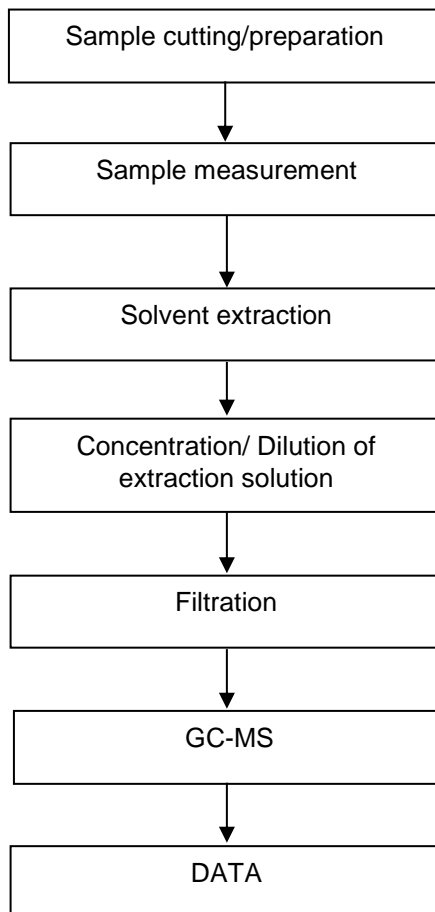 Sample cutting/preparation
Sample measurement
Solvent extraction
Concentration/ Dilution of
extraction solution
Filtration
GC-MS
DATA